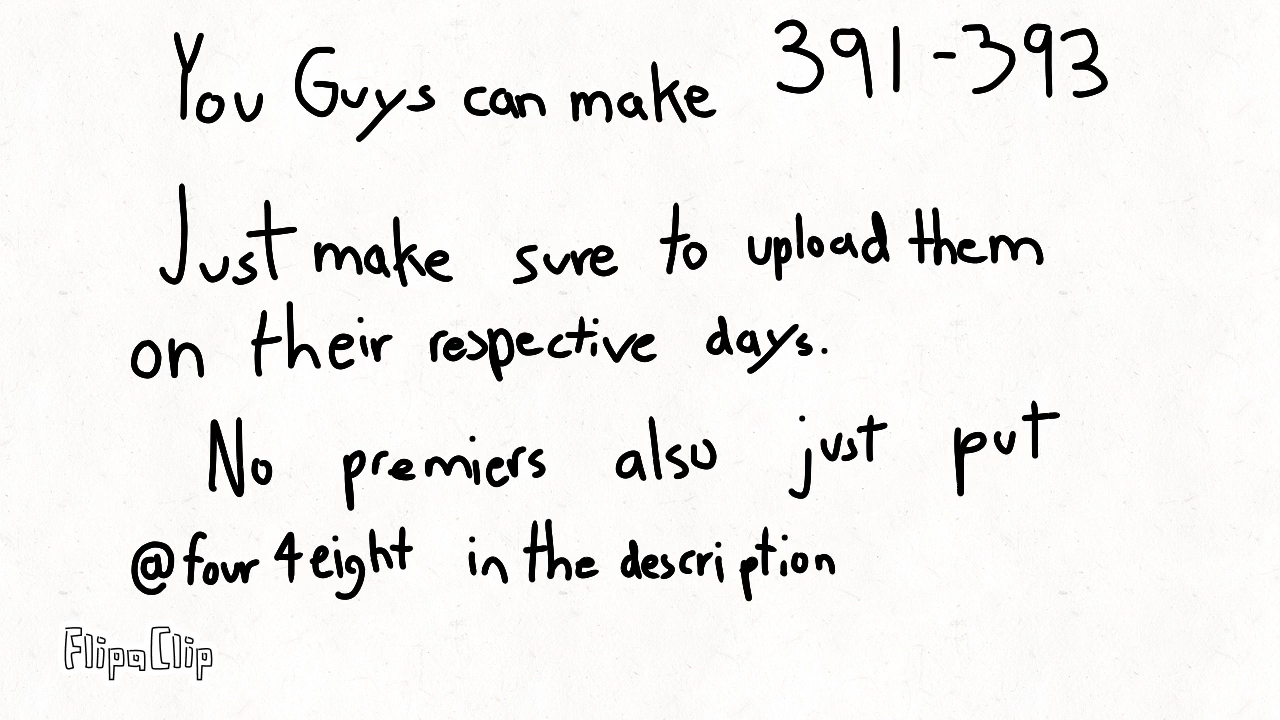 You Guys can make 391-393
Just make sure to upload them
on their respective days.
No premiers also just put
@four4eight in the description
FlipaClip